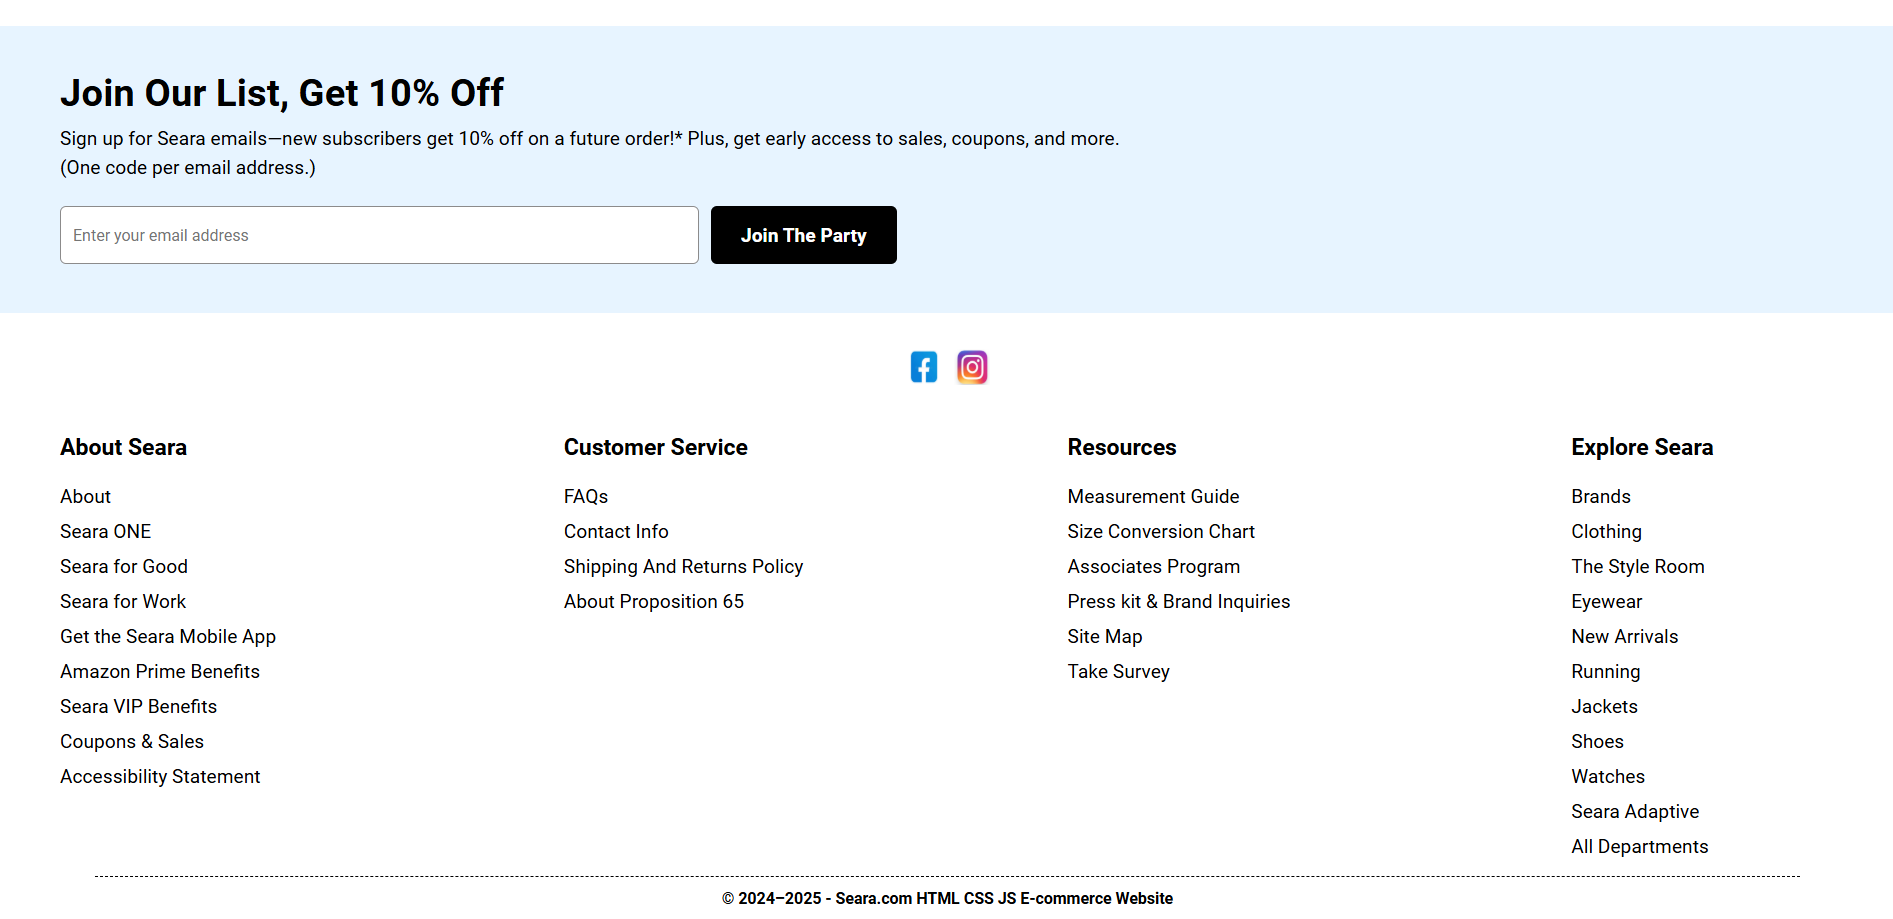 Join Our List, Get 10% Off
Sign up for Seara emails—new subscribers get 10% off on a future order!* Plus, get early access to sales, coupons, and more.
(One code per email address.)
Enter your email address
Join The Party
About Seara
About
Seara ONE
Seara for Good
Seara for Work
Get the Seara Mobile App
Amazon Prime Benefits
Seara VIP Benefits
Coupons & Sales
Accessibility Statement
Customer Service
FAQs
Contact Info
Shipping And Returns Policy
About Proposition 65
Resources
Measurement Guide
Size Conversion Chart
Associates Program
Press kit & Brand Inquiries
Site Map
Take Survey
Explore Seara
Brands
Clothing
The Style Room
Eyewear
New Arrivals
Running
Jackets
Shoes
Watches
Seara Adaptive
All Departments
© 2024–2025 - Seara.com HTML CSS JS E-commerce Website